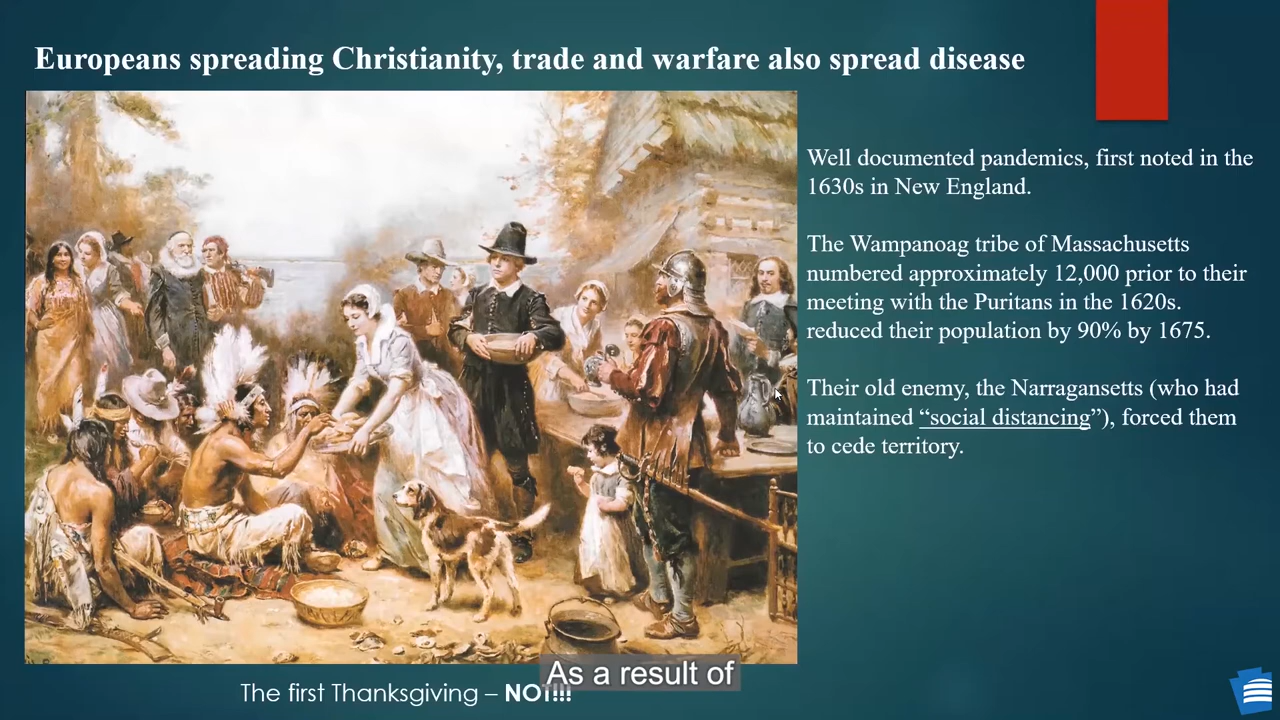 Europeans spreading Christianity, trade and warfare also spread disease
Well documented pandemics, first noted in the
1630s in New England.
The Wampanoag tribe of Massachusetts
numbered approximately 12,000 prior to their
meeting with the Puritans in the 1620s.
reduced their population by 90% by 1675.
Their old enemy, the Narragansetts (who had
maintained “social distancing”), forced them
to cede territory.
As a result of
The first Thanksgiving – NOT!!!